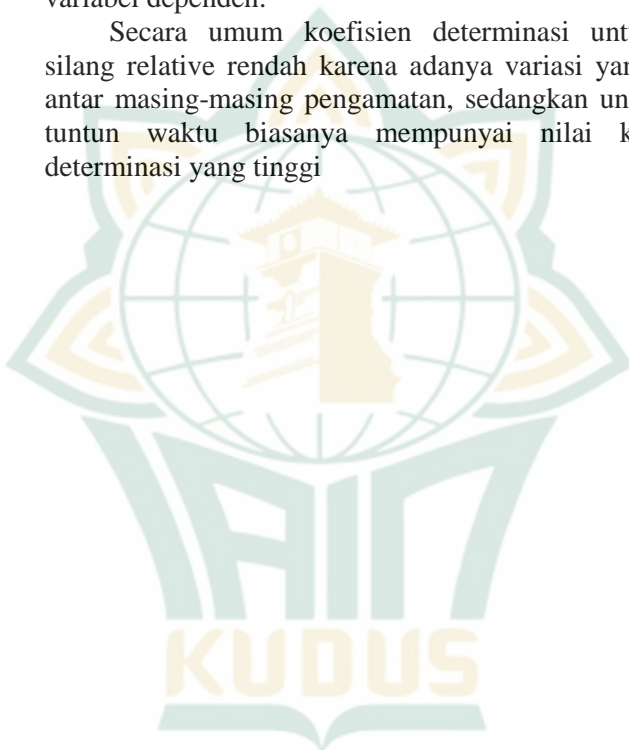 variabel dependen.
Secara umum koefisien determinasi unt
silang relative rendah karena adanya variasi yan
antar masing-masing pengamatan, sedangkan un
tuntun waktu biasanya mempunyai nilai k
determinasi yang tinggi
IAIN
KUDUS